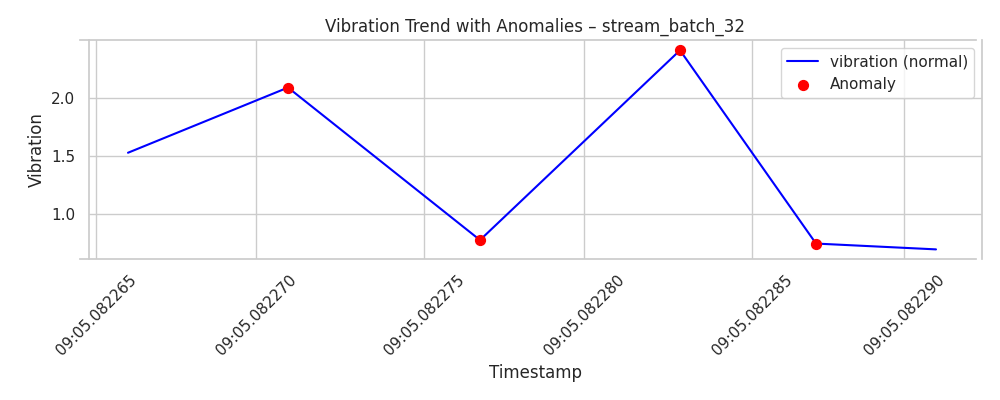 Vibration Trend with Anomalies – stream_batch_32
vibration (normal)
Anomaly
Vibration
2.0
1.5
1.0
09:05.082265
09:05.082270
09:05.082275
09:05.082280
09:05.082285
09:05.082290
Timestamp